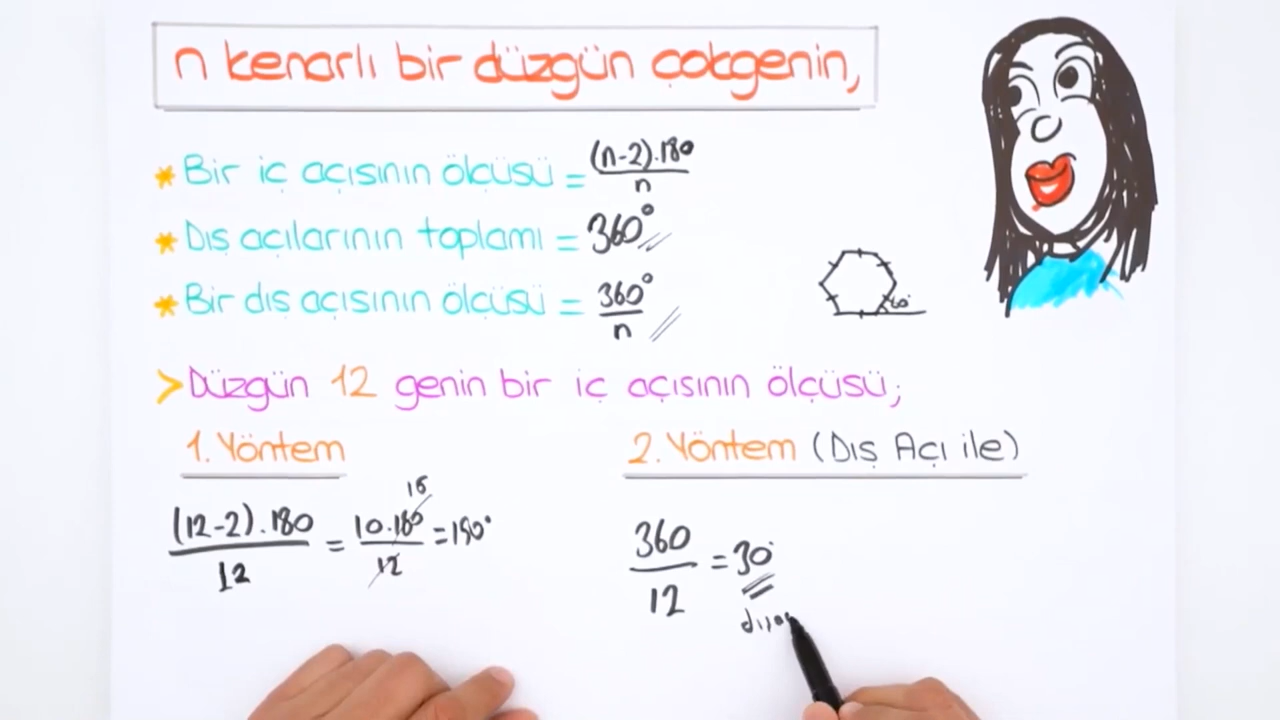 n kenarlı bir düzgün çokgenin,
* Bir iç açısının ölçüsü = (n-2).180 / n
* Dış açılarının toplamı = 360°
* Bir dış açısının ölçüsü = 360° / n
60°
> Düzgün 12 genin bir iç açısının ölçüsü;
1. Yöntem
2. Yöntem (Dış Açı ile)
15
(12-2).180 / 12 = 10.180 / 12 = 150°
360 / 12 = 30°